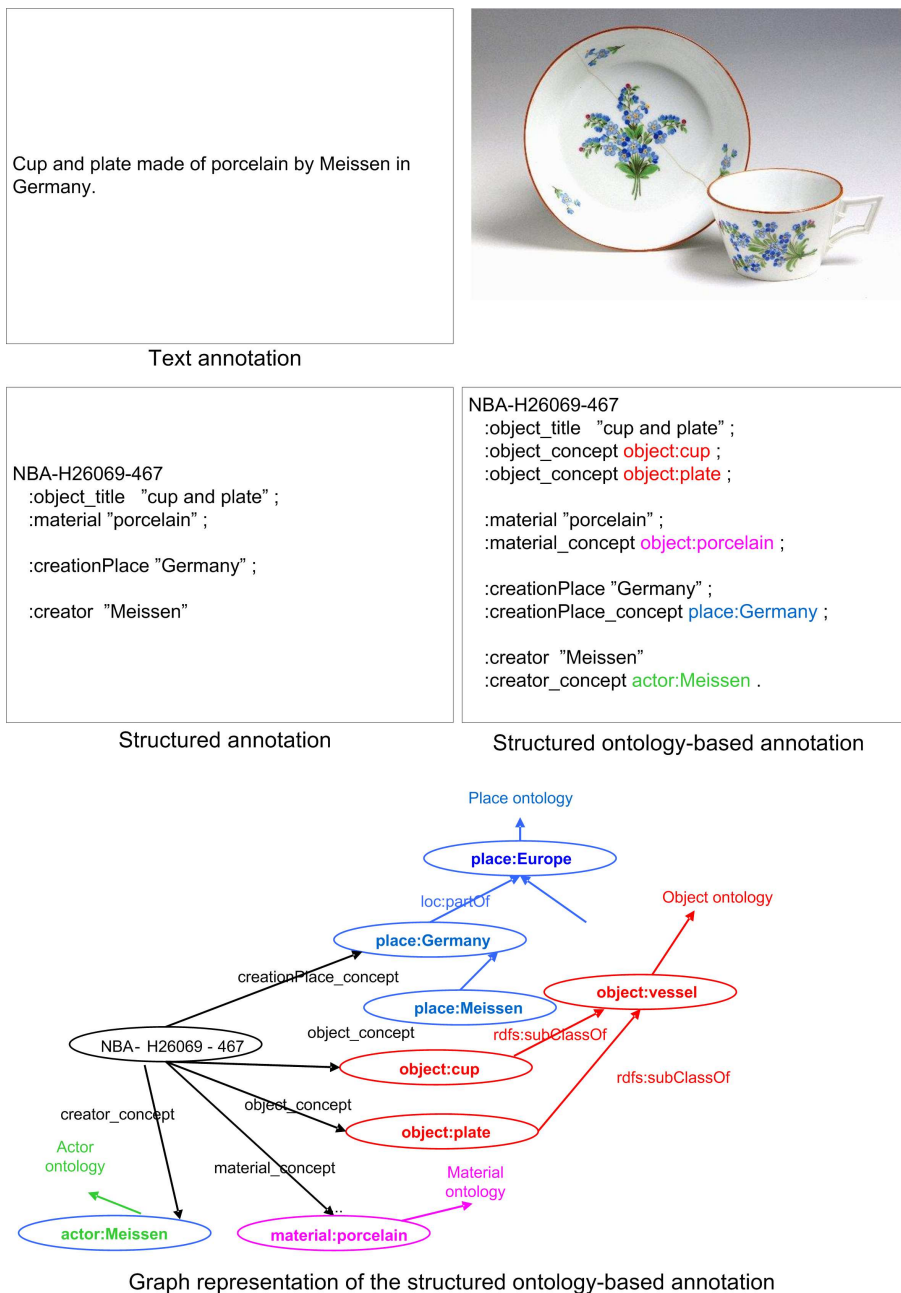 Cup and plate made of porcelain by Meissen in
Germany.
Text annotation
NBA-H26069-467
:object_title ”cup and plate” ;
:material ”porcelain” ;
:creationPlace ”Germany” ;
:creator ”Meissen”
Structured annotation
NBA-H26069-467
:object_title ”cup and plate” ;
:object_concept object:cup ;
:object_concept object:plate ;
:material ”porcelain” ;
:material_concept object:porcelain ;
:creationPlace ”Germany” ;
:creationPlace_concept place:Germany ;
:creator ”Meissen”
:creator_concept actor:Meissen .
Structured ontology-based annotation
Place ontology
place:Europe
loc:partOf
Object ontology
place:Germany
creationPlace_concept
object:vessel
place:Meissen
object_concept
rdfs:subClassOf
NBA- H26069 - 467
object:cup
rdfs:subClassOf
object_concept
creator_concept
object:plate
Actor
ontology
material_concept
Material
ontology
..
actor:Meissen
material:porcelain
Graph representation of the structured ontology-based annotation